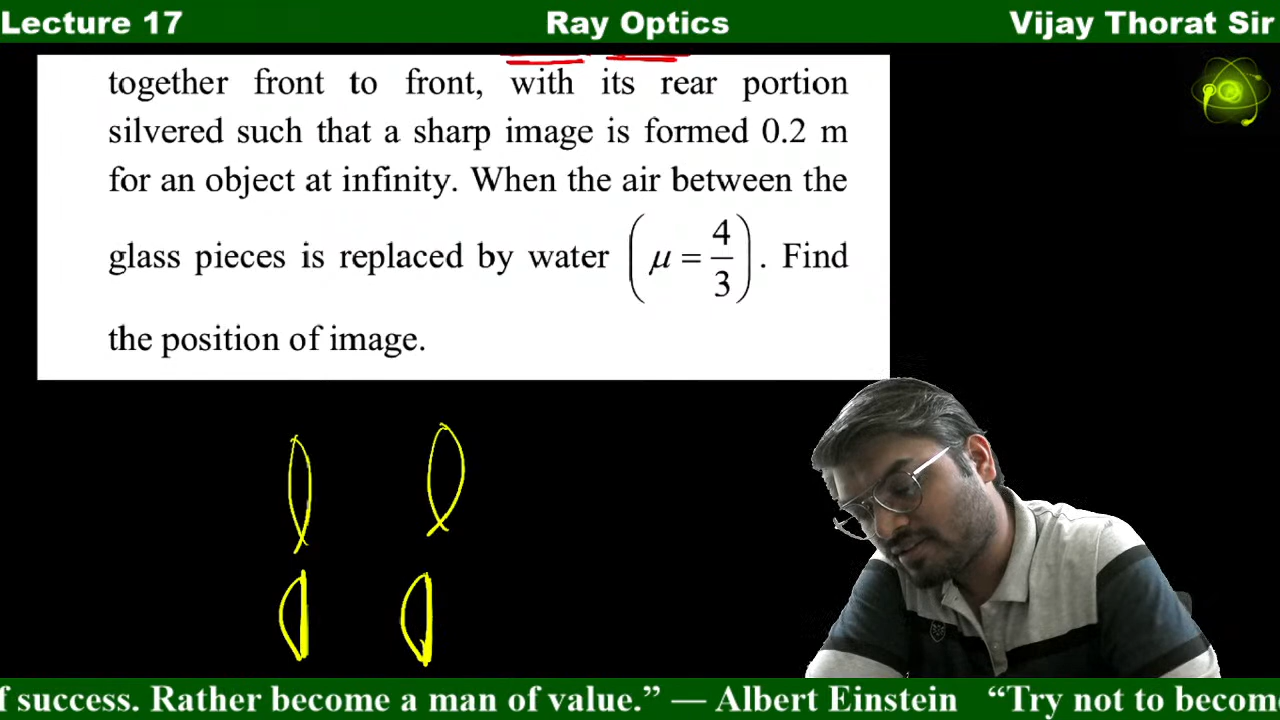 Lecture 17 Ray Optics Vijay Thorat Sir
together front to front, with its rear portion
silvered such that a sharp image is formed 0.2 m
for an object at infinity. When the air between the
glass pieces is replaced by water (μ = 4/3). Find
the position of image.
f success. Rather become a man of value.” — Albert Einstein “Try not to becom